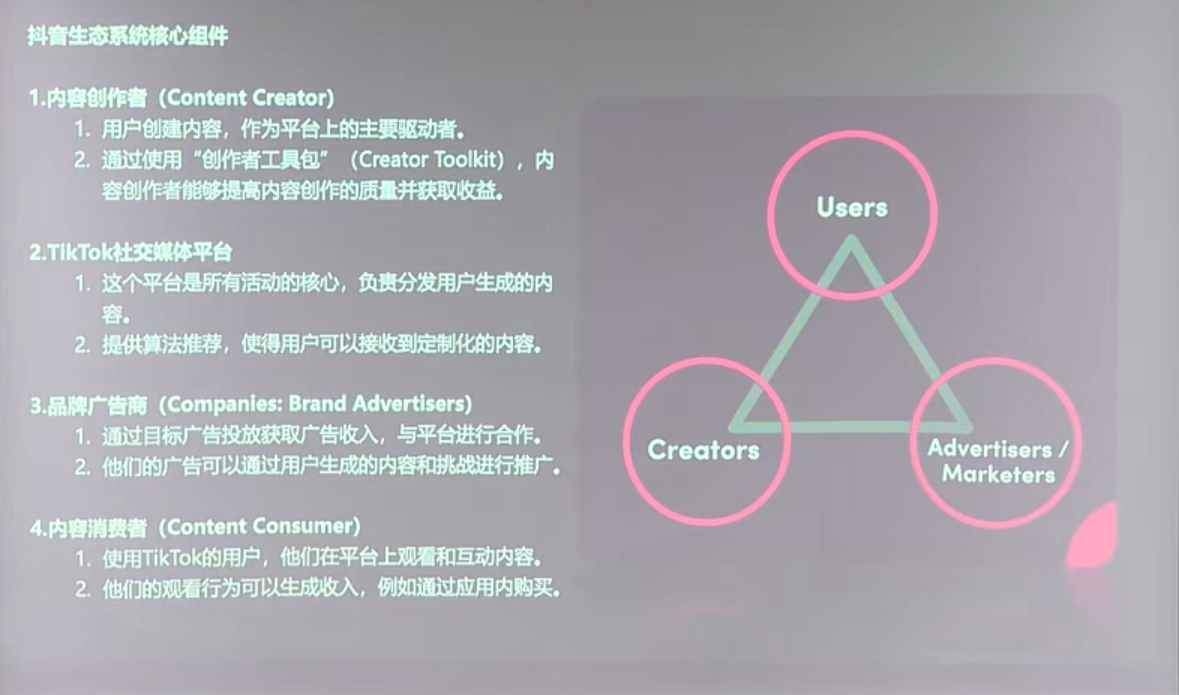 抖音生态系统核心组件
1.内容创作者（Content Creator)
1. 用户创建内容，作为平台上的主要驱动者。
2. 通过使用“创作者工具包”（Creator Toolkit），内
容创作者能够提高内容创作的质量并获取收益。
2.TikTok社交媒体平台
1. 这个平台是所有活动的核心，负责分发用户生成的内
容。
2. 提供算法推荐，使得用户可以接收到定制化的内容。
3.品牌广告商（Companies: Brand Advertisers)
1. 通过目标广告投放获取广告收入，与平台进行合作。
2. 他们的广告可以通过用户生成的内容和挑战进行推广。
4.内容消费者（Content Consumer)
1. 使用TikTok的用户，他们在平台上观看和互动内容。
2. 他们的观看行为可以生成收入，例如通过应用内购买。
Users
Creators
Advertisers /
Marketers